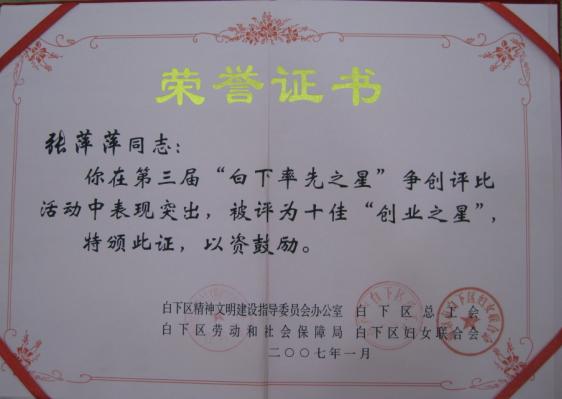 荣誉证书
张萍萍同志：
你在第三届“白下率先之星”争创评比
活动中表现突出，被评为十佳“创业之星”，
特颁此证，以资鼓励。
白下区精神文明建设指导委员会办公室 白下区总工会
白下区劳动和社会保障局 白下区妇女联合会
二〇〇七年一月